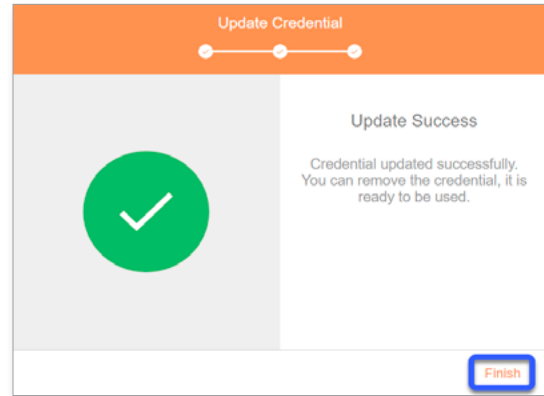 Update Credential
Update Success
Credential updated successfully.
You can remove the credential, it is
ready to be used.
Finish